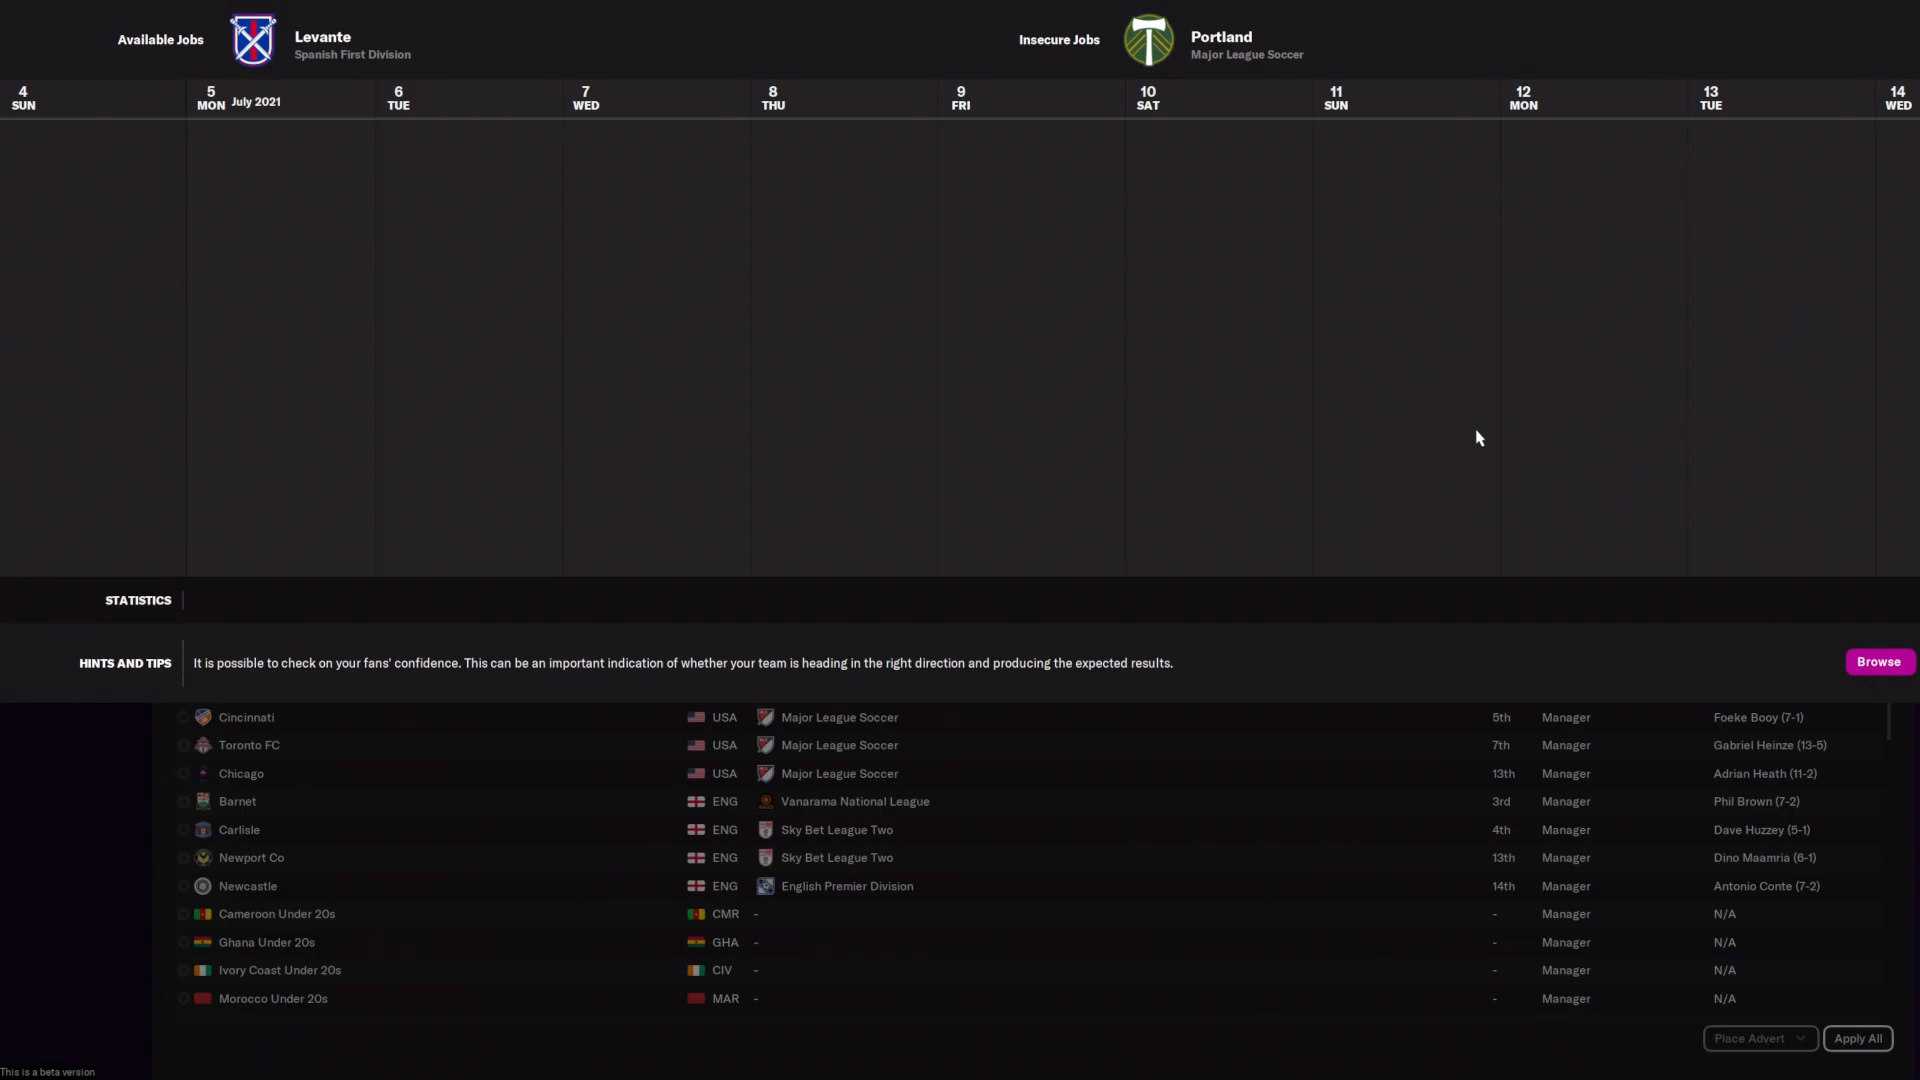 Available Jobs Levante Insecure Jobs Portland
Spanish First Division Major League Soccer
4 SUN 5 MON July 2021 6 TUE 7 WED 8 THU 9 FRI 10 SAT 11 SUN 12 MON 13 TUE 14 WED
STATISTICS
HINTS AND TIPS It is possible to check on your fans' confidence. This can be an important indication of whether your team is heading in the right direction and producing the expected results. Browse
Cincinnati USA Major League Soccer 5th Manager Foeke Booy (7-1)
Toronto FC USA Major League Soccer 7th Manager Gabriel Heinze (13-5)
Chicago USA Major League Soccer 13th Manager Adrian Heath (11-2)
Barnet ENG Vanarama National League 3rd Manager Phil Brown (7-2)
Carlisle ENG Sky Bet League Two 4th Manager Dave Huzzey (5-1)
Newport Co ENG Sky Bet League Two 13th Manager Dino Maamria (6-1)
Newcastle ENG English Premier Division 14th Manager Antonio Conte (7-2)
Cameroon Under 20s CMR - - Manager N/A
Ghana Under 20s GHA - - Manager N/A
Ivory Coast Under 20s CIV - - Manager N/A
Morocco Under 20s MAR - - Manager N/A
Place Advert Apply All
This is a beta version